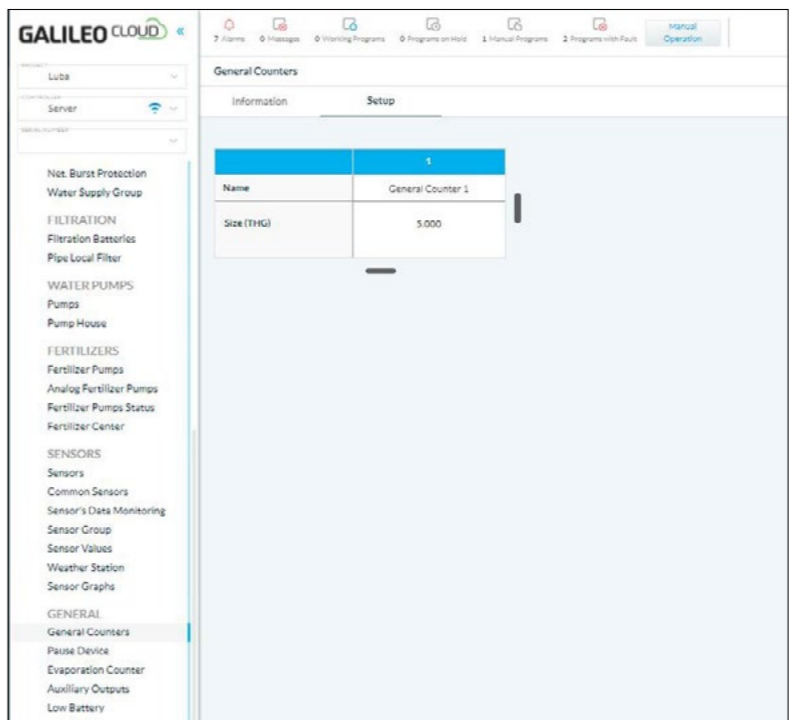 GALILEO CLOUD «
7 Alarms
0 Messages
0 Working Programs
0 Programs on Hold
1 Manual Programs
2 Programs with Fault
Manual
Operation
PROJECT
Luba
CONTROLLER
Server
SERIAL NUMBER
General Counters
Information
Setup
1
Name
General Counter 1
Size (THG)
5.000
Net. Burst Protection
Water Supply Group
FILTRATION
Filtration Batteries
Pipe Local Filter
WATER PUMPS
Pumps
Pump House
FERTILIZERS
Fertilizer Pumps
Analog Fertilizer Pumps
Fertilizer Pumps Status
Fertilizer Center
SENSORS
Sensors
Common Sensors
Sensor's Data Monitoring
Sensor Group
Sensor Values
Weather Station
Sensor Graphs
GENERAL
General Counters
Pause Device
Evaporation Counter
Auxiliary Outputs
Low Battery